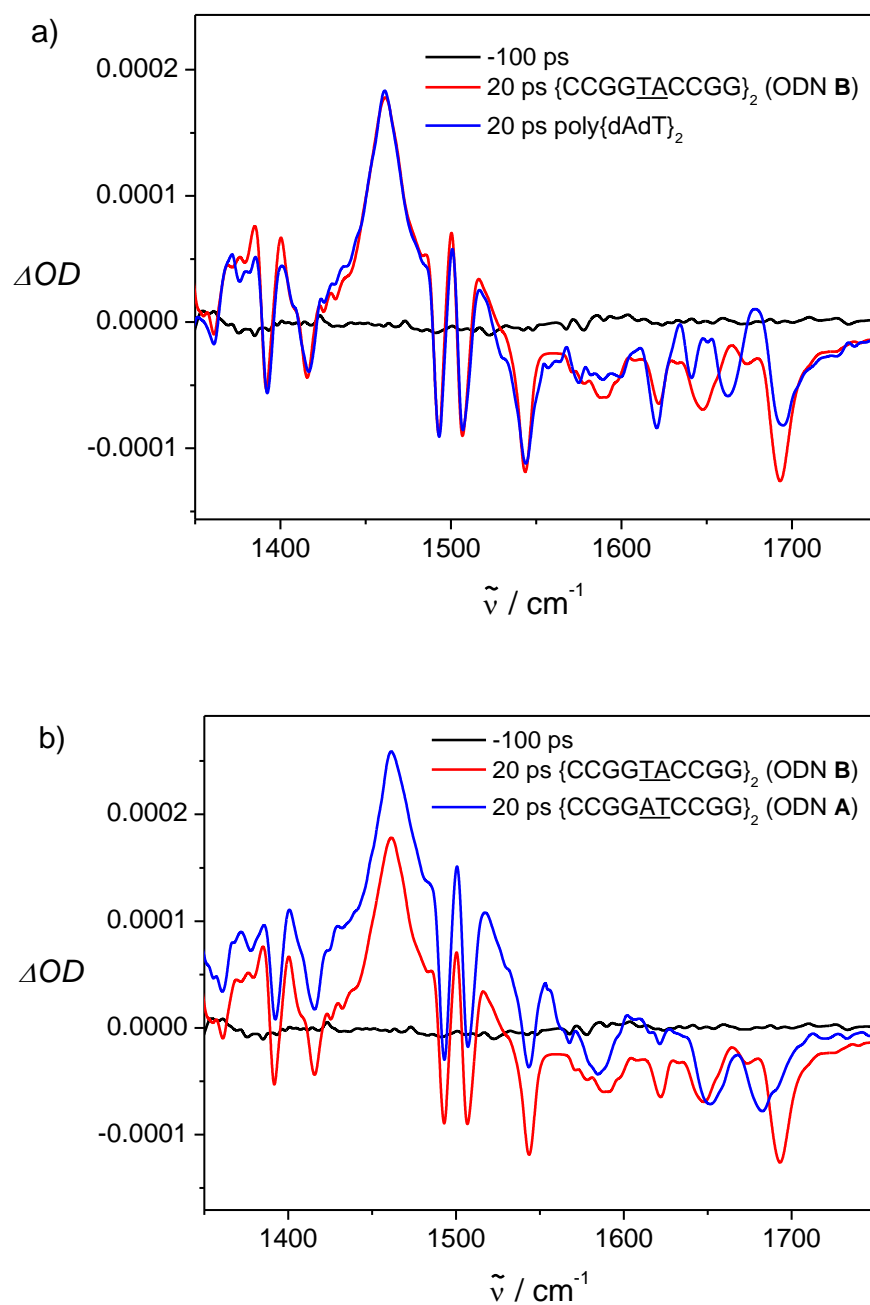 a)
-100 ps
20 ps {CCGGTACCGG}₂ (ODN B)
20 ps poly{dAdT}₂
0.0002
0.0001
0.0000
-0.0001
ΔOD
1400 1500 1600 1700
ν̃ / cm⁻¹
b)
-100 ps
20 ps {CCGGTACCGG}₂ (ODN B)
20 ps {CCGGATCCGG}₂ (ODN A)
0.0002
0.0001
0.0000
-0.0001
ΔOD
1400 1500 1600 1700
ν̃ / cm⁻¹